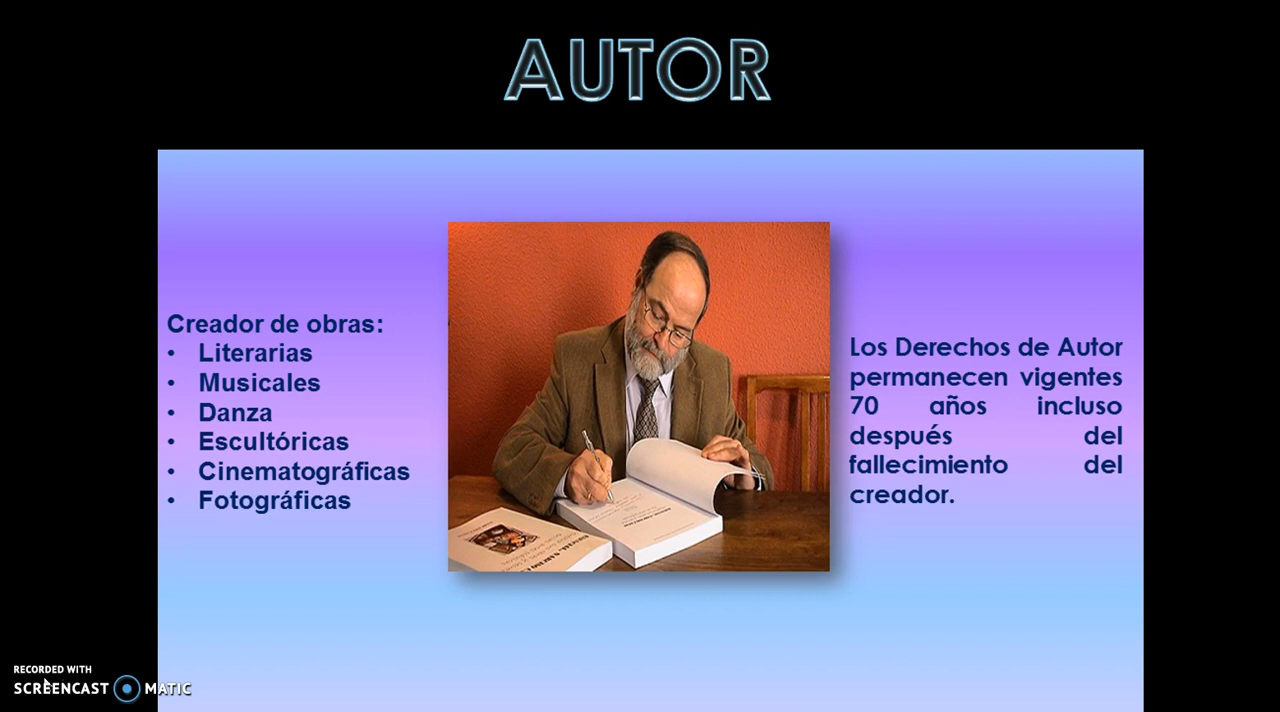 AUTOR
Creador de obras:
• Literarias
• Musicales
• Danza
• Escultóricas
• Cinematográficas
• Fotográficas
Los Derechos de Autor
permanecen vigentes
70 años incluso
después del
fallecimiento del
creador.
RECORDED WITH
SCREENCAST MATIC